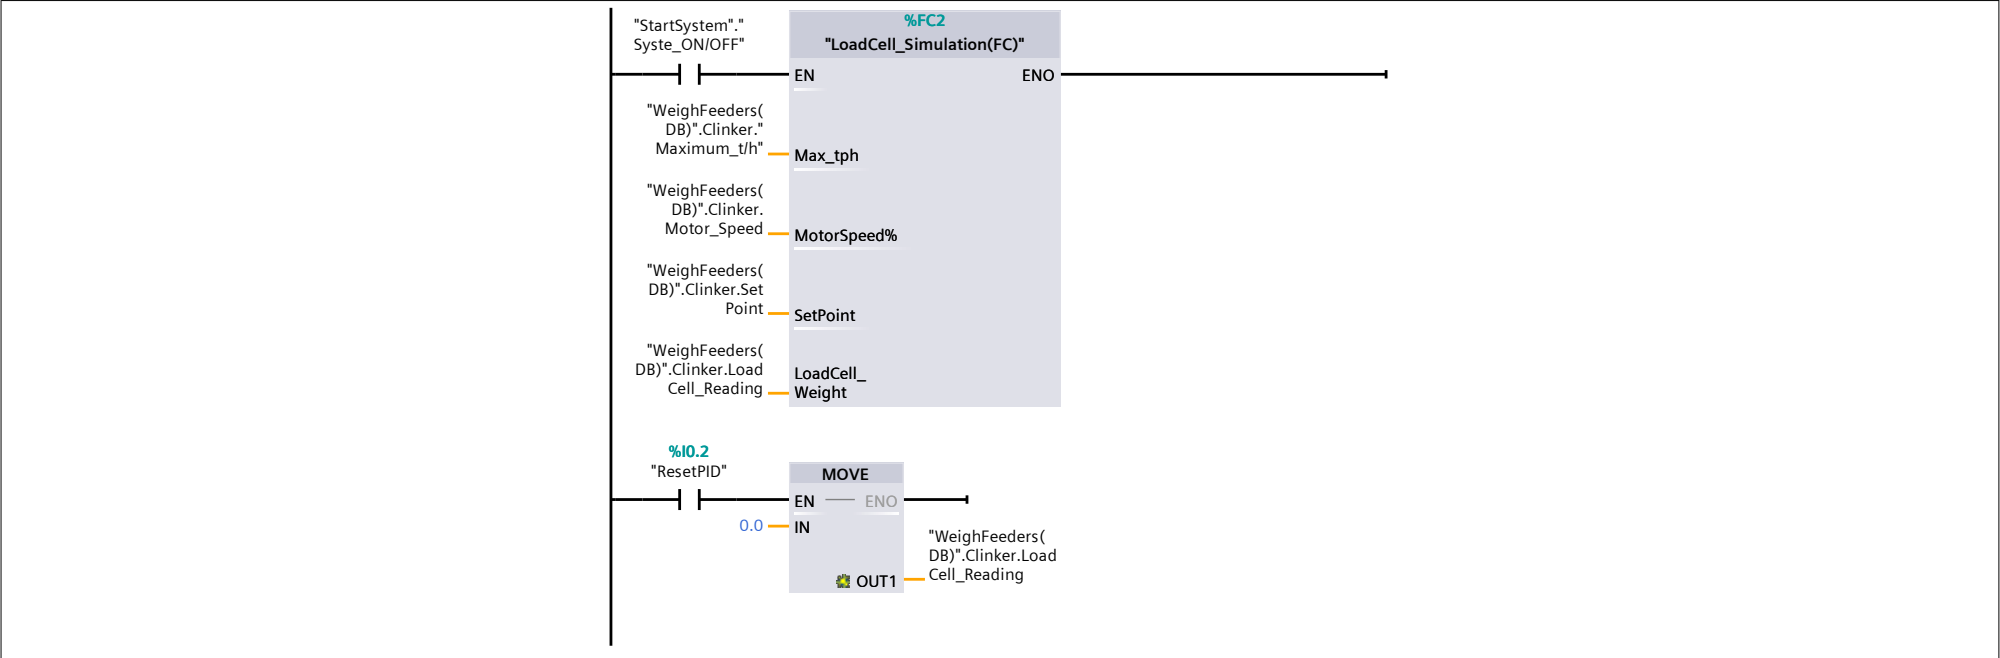 "StartSystem"."
Syste_ON/OFF"
%FC2
"LoadCell_Simulation(FC)"
EN
ENO
"WeighFeeders(
DB)".Clinker."
Maximum_t/h"
Max_tph
"WeighFeeders(
DB)".Clinker.
Motor_Speed
MotorSpeed%
"WeighFeeders(
DB)".Clinker.Set
Point
SetPoint
"WeighFeeders(
DB)".Clinker.Load
Cell_Reading
LoadCell_
Weight
%I0.2
"ResetPID"
MOVE
EN
ENO
0.0
IN
OUT1
"WeighFeeders(
DB)".Clinker.Load
Cell_Reading